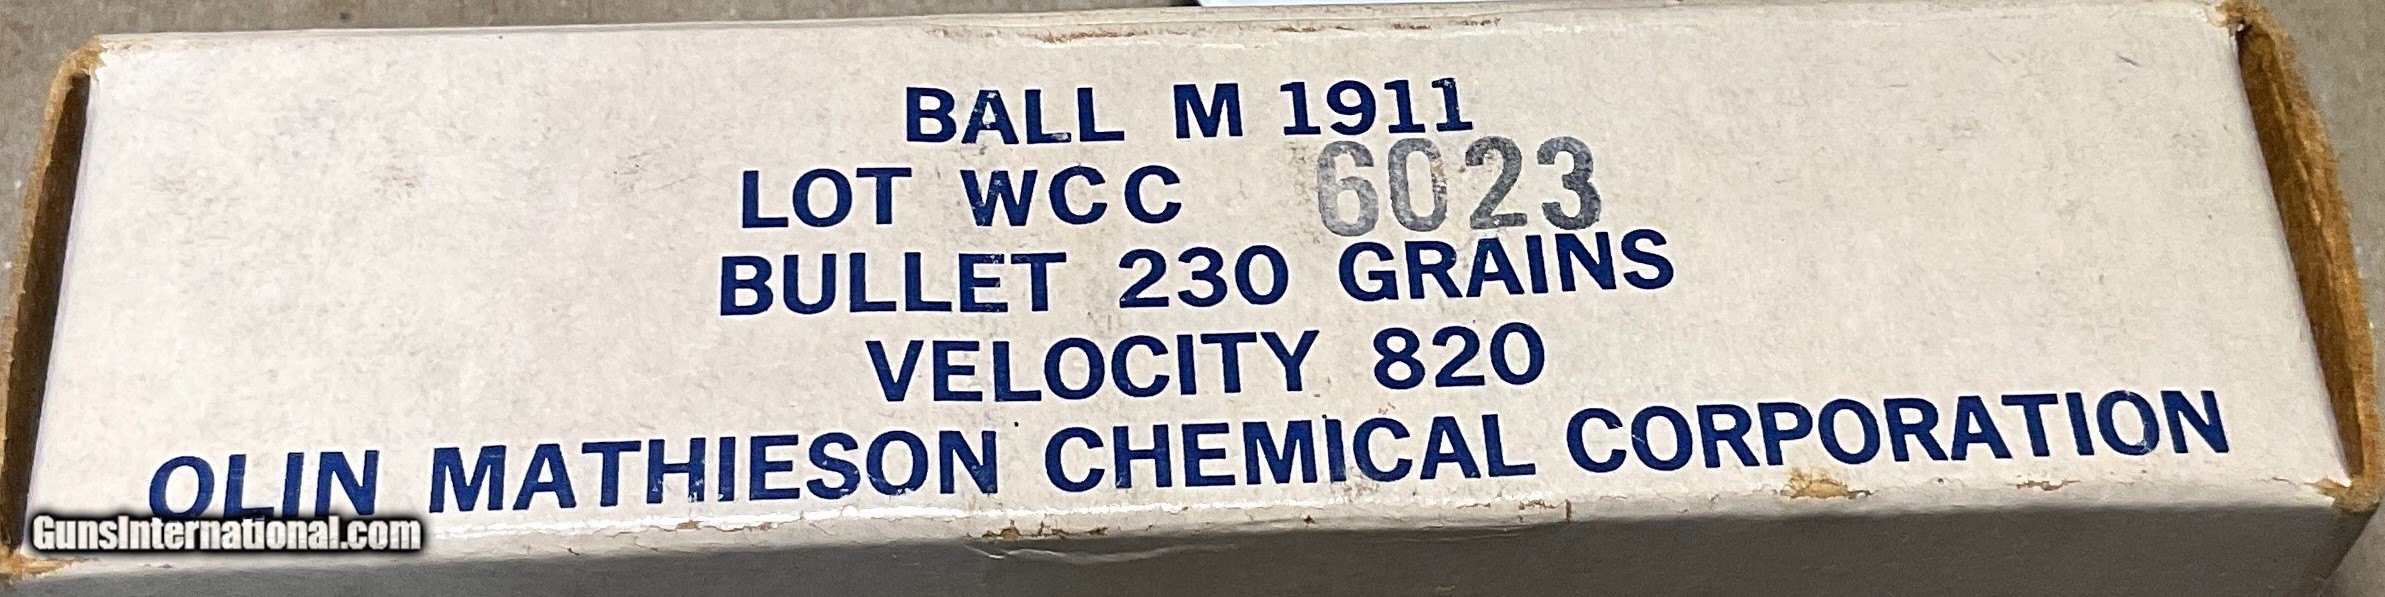 BALL M 1911
LOT WCC 6023
BULLET 230 GRAINS
VELOCITY 820
OLIN MATHIESON CHEMICAL CORPORATION
GunsInternational.com